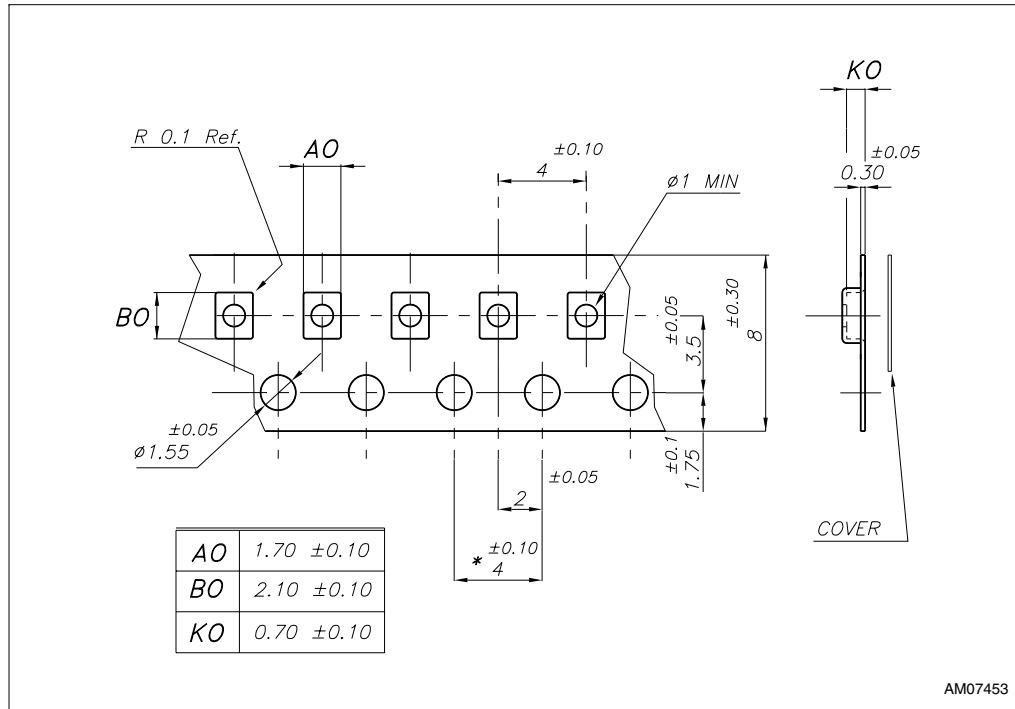 KO
R 0.1 Ref.
AO
±0.10
4
±0.05
0.30
ø1 MIN
BO
±0.05
3.5
±0.30
8
±0.05
ø1.55
±0.1
1.75
±0.05
2
* ±0.10
4
COVER
AO 1.70 ±0.10
BO 2.10 ±0.10
KO 0.70 ±0.10
AM07453